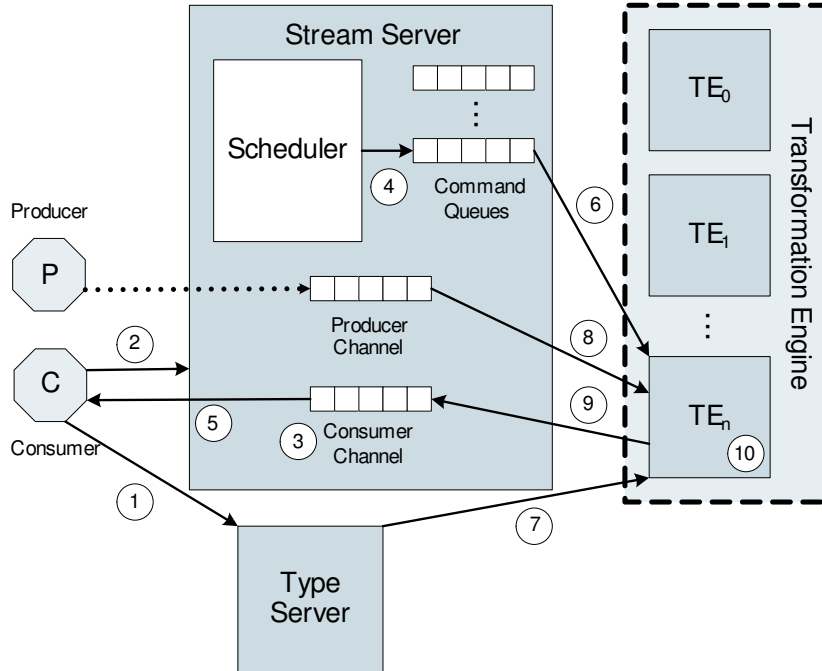 Stream Server
Scheduler
4
Command
Queues
6
TE0
TE1
Transformation Engine
Producer
P
Producer
Channel
8
2
C
Consumer
5
3
Consumer
Channel
9
TEn
10
1
7
Type
Server